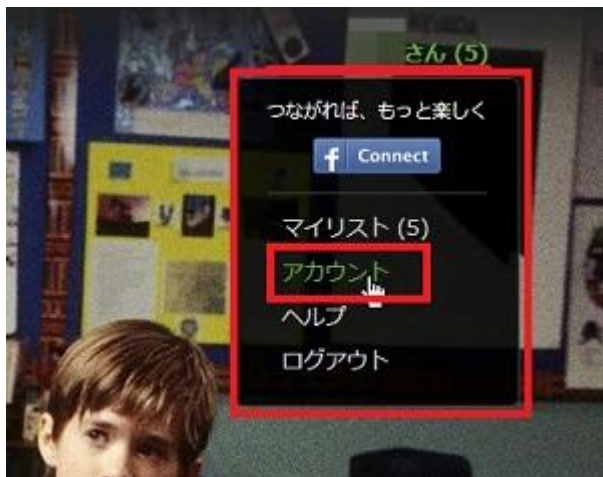 さん (5)
つながれば、もっと楽しく
f Connect
マイリスト (5)
アカウント
ヘルプ
ログアウト